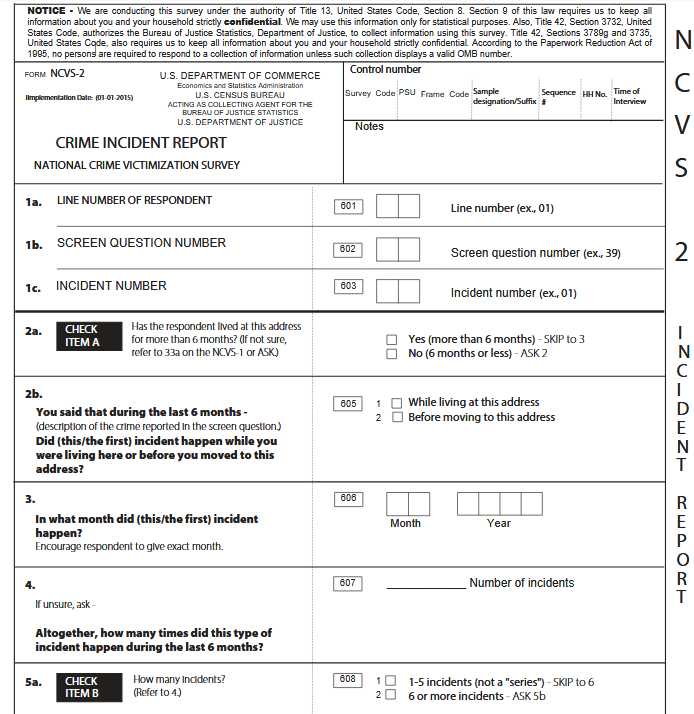 NOTICE - We are conducting this survey under the authority of Title 13, United States Code, Section 8. Section 9 of this law requires us to keep all
information about you and your household strictly confidential. We may use this information only for statistical purposes. Also, Title 42, Section 3732, United
States Code, authorizes the Bureau of Justice Statistics, Department of Justice, to collect information using this survey. Title 42, Sections 3789g and 3735,
United States Code, also requires us to keep all information about you and your household strictly confidential. According to the Paperwork Reduction Act of
1995, no persons are required to respond to a collection of information unless such collection displays a valid OMB number.
FORM NCVS-2
Implementation Date: (01-01-2015)
U.S. DEPARTMENT OF COMMERCE
Economics and Statistics Administration
U.S. CENSUS BUREAU
ACTING AS COLLECTING AGENT FOR THE
BUREAU OF JUSTICE STATISTICS
U.S. DEPARTMENT OF JUSTICE
CRIME INCIDENT REPORT
NATIONAL CRIME VICTIMIZATION SURVEY
Control number
Survey Code PSU Frame Code Sample designation/Suffix Sequence # HH No. Time of Interview
Notes
1a. LINE NUMBER OF RESPONDENT
601 Line number (ex., 01)
1b. SCREEN QUESTION NUMBER
602 Screen question number (ex., 39)
1c. INCIDENT NUMBER
603 Incident number (ex., 01)
2a. CHECK ITEM A
Has the respondent lived at this address
for more than 6 months? (If not sure,
refer to 33a on the NCVS-1 or ASK.)
Yes (more than 6 months) - SKIP to 3
No (6 months or less) - ASK 2
2b.
You said that during the last 6 months -
(description of the crime reported in the screen question.)
Did (this/the first) incident happen while you
were living here or before you moved to this
address?
605 1 While living at this address
2 Before moving to this address
3.
In what month did (this/the first) incident
happen?
Encourage respondent to give exact month.
606
Month Year
4.
If unsure, ask -
Altogether, how many times did this type of
incident happen during the last 6 months?
607 Number of incidents
5a. CHECK ITEM B
How many incidents?
(Refer to 4.)
608 1 1-5 incidents (not a "series") - SKIP to 6
2 6 or more incidents - ASK 5b
NCVS 2 INCIDENT REPORT